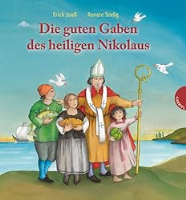 Erich Jooß Renate Seelig
Die guten Gaben
des heiligen Nikolaus